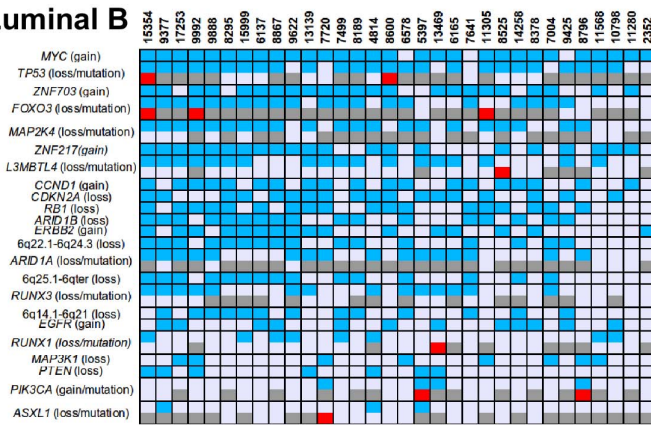 Luminal B
15354
9377
17253
9992
9888
8295
15999
6137
8867
9622
13139
7720
7499
8189
4814
8600
6578
5397
13469
6165
7641
11305
8525
14258
8378
7004
9425
8796
11568
10798
11280
2352
MYC (gain)
TP53 (loss/mutation)
ZNF703 (gain)
FOXO3 (loss/mutation)
MAP2K4 (loss/mutation)
ZNF217(gain)
L3MBTL4 (loss/mutation)
CCND1 (gain)
CDKN2A (loss)
RB1 (loss)
ARID1B (loss)
ERBB2 (gain)
6q22.1-6q24.3 (loss)
ARID1A (loss/mutation)
6q25.1-6qter (loss)
RUNX3 (loss/mutation)
6q14.1-6q21 (loss)
EGFR (gain)
RUNX1 (loss/mutation)
MAP3K1 (loss)
PTEN (loss)
PIK3CA (gain/mutation)
ASXL1 (loss/mutation)